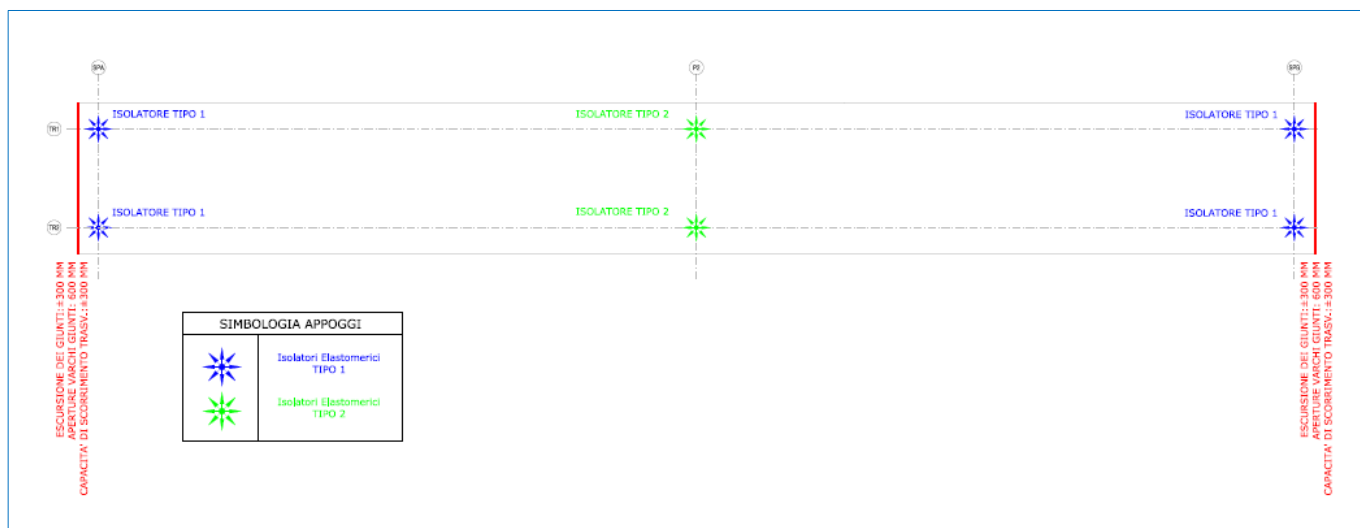 SPA
P2
SPG
ISOLATORE TIPO 1
ISOLATORE TIPO 2
ISOLATORE TIPO 1
TR1
ISOLATORE TIPO 1
ISOLATORE TIPO 2
ISOLATORE TIPO 1
TR2
ESCURSIONE DEI GIUNTI:±300 MM
APERTURE VARCHI GIUNTI: 600 MM
CAPACITA' DI SCORRIMENTO TRASV.:±300 MM
ESCURSIONE DEI GIUNTI:±300 MM
APERTURE VARCHI GIUNTI: 600 MM
CAPACITA' DI SCORRIMENTO TRASV.:±300 MM
SIMBOLOGIA APPOGGI
Isolatori Elastomerici
TIPO 1
Isolatori Elastomerici
TIPO 2